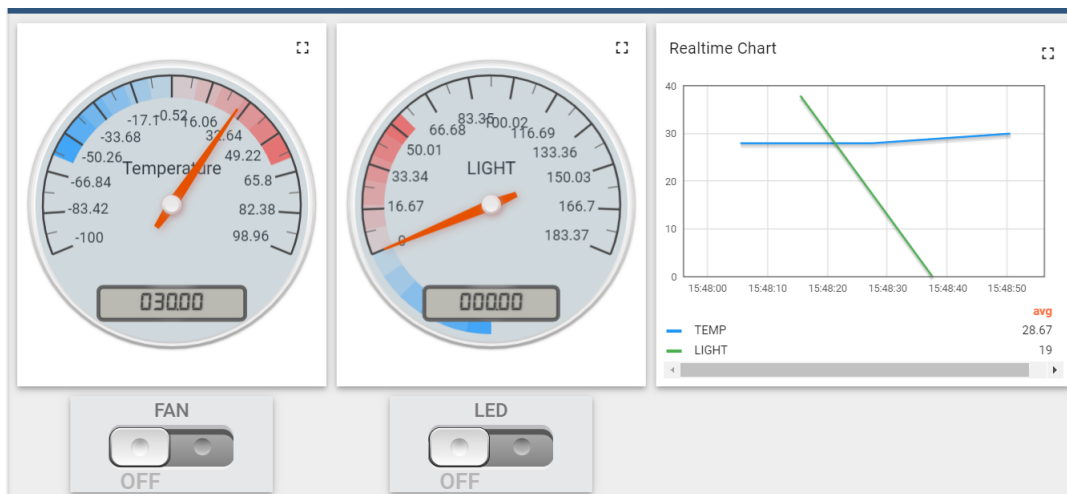 Temperature
-100
-83.42
-66.84
-50.26
-33.68
-17.1
-0.52
16.06
32.64
49.22
65.8
82.38
98.96
030.00
LIGHT
0
16.67
33.34
50.01
66.68
83.35
100.02
116.69
133.36
150.03
166.7
183.37
000.00
Realtime Chart
40
30
20
10
0
15:48:00 15:48:10 15:48:20 15:48:30 15:48:40 15:48:50
avg
TEMP 28.67
LIGHT 19
FAN
OFF
LED
OFF